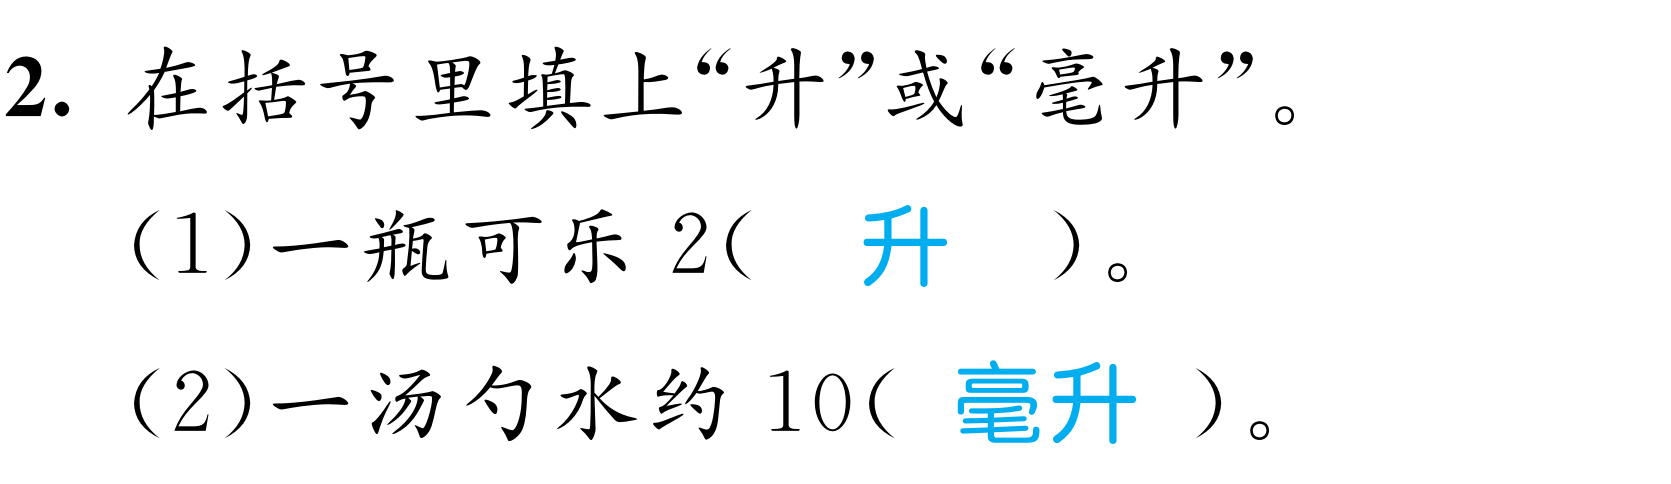 2. 在括号里填上“升”或“毫升”。
(1)一瓶可乐 2( 升 )。
(2)一汤勺水约 10( 毫升 )。